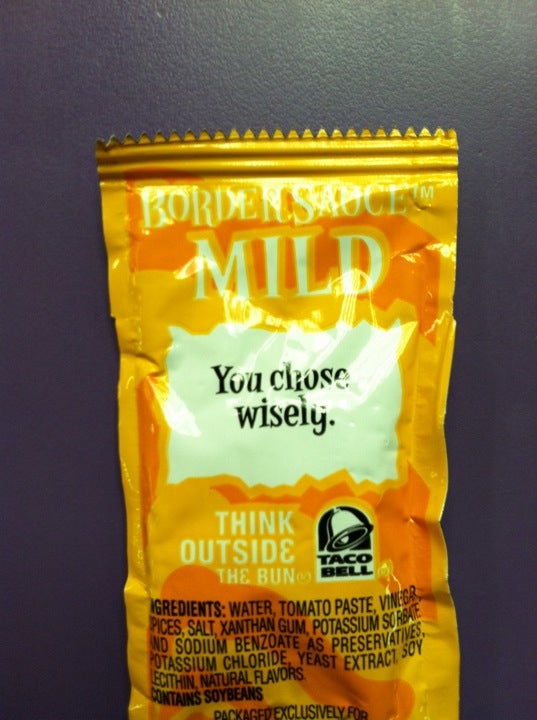 BORDER SAUCE™
MILD
You chose
wisely.
THINK
OUTSIDE
THE BUN
TACO
BELL
INGREDIENTS: WATER, TOMATO PASTE, VINEGAR,
SPICES, SALT, XANTHAN GUM, POTASSIUM SORBATE
AND SODIUM BENZOATE AS PRESERVATIVES,
POTASSIUM CHLORIDE, YEAST EXTRACT, SOY
LECITHIN, NATURAL FLAVORS.
CONTAINS SOYBEANS
PACKAGED EXCLUSIVELY FOR